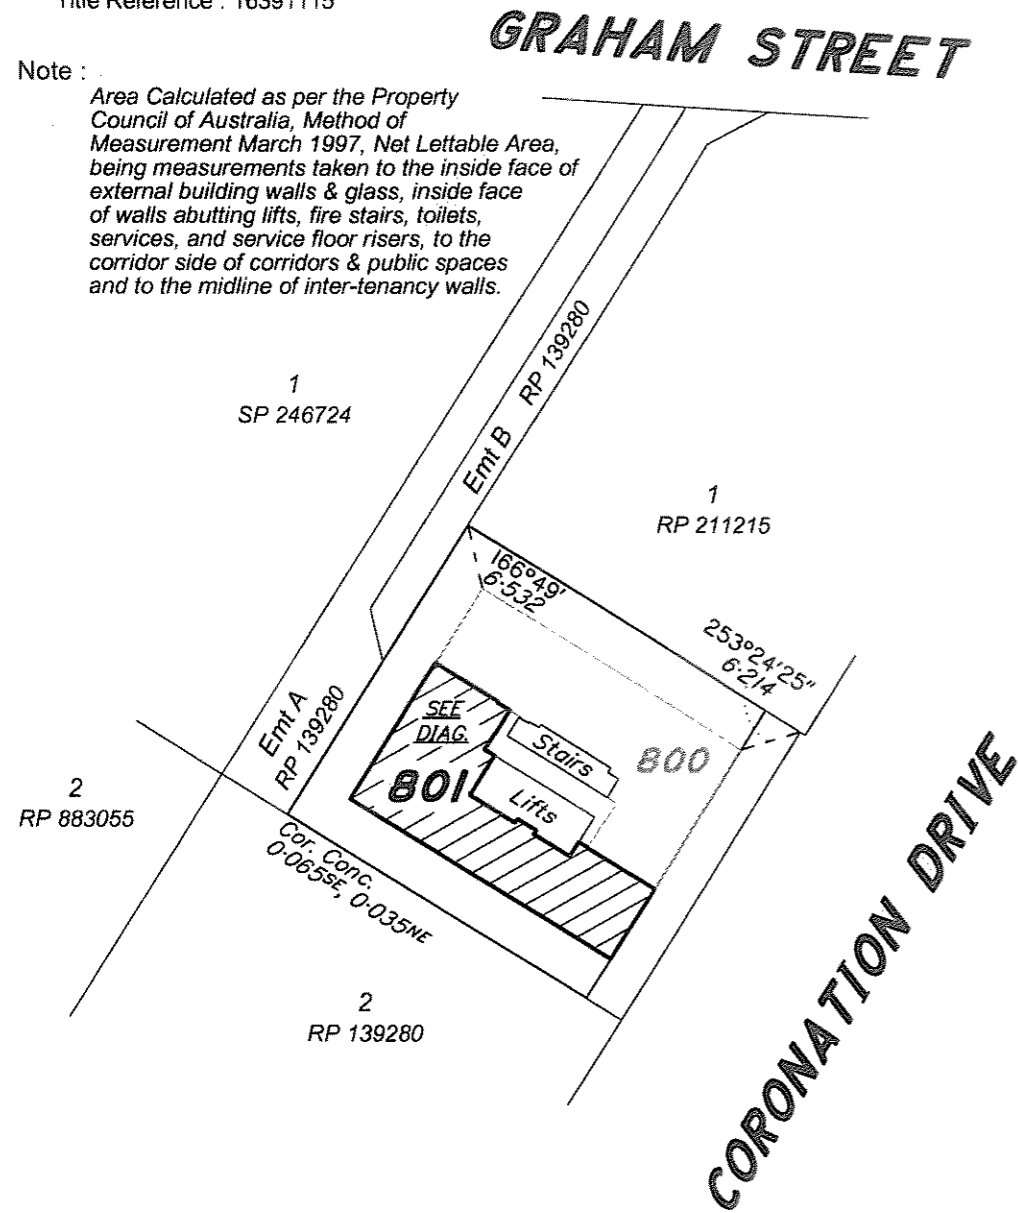 Title Reference : 16391115
GRAHAM STREET
Note :
Area Calculated as per the Property
Council of Australia, Method of
Measurement March 1997, Net Lettable Area,
being measurements taken to the inside face of
external building walls & glass, inside face
of walls abutting lifts, fire stairs, toilets,
services, and service floor risers, to the
corridor side of corridors & public spaces
and to the midline of inter-tenancy walls.
1
SP 246724
Emt B RP 139280
1
RP 211215
166°49'
6·532
253°24'25"
6·214
Emt A
RP 139280
SEE
DIAG.
801
Stairs
Lifts
800
2
RP 883055
Cor. Conc.
0·065SE, 0·035NE
2
RP 139280
CORONATION DRIVE